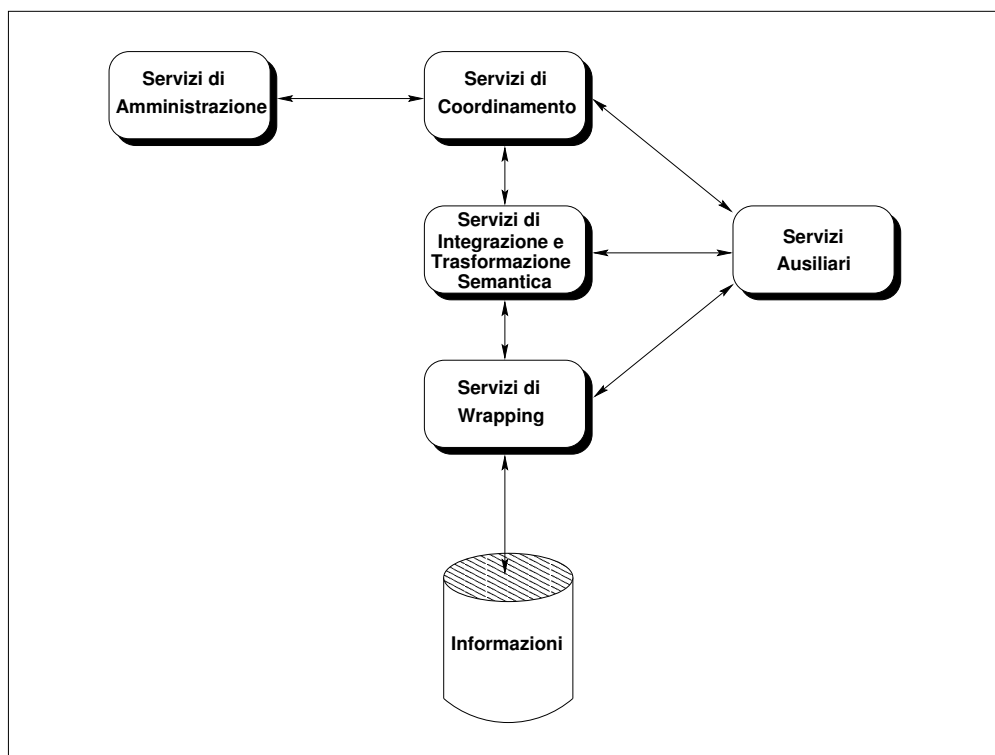 Servizi di
Amministrazione
Servizi di
Coordinamento
Servizi di
Integrazione e
Trasformazione
Semantica
Servizi
Ausiliari
Servizi di
Wrapping
Informazioni